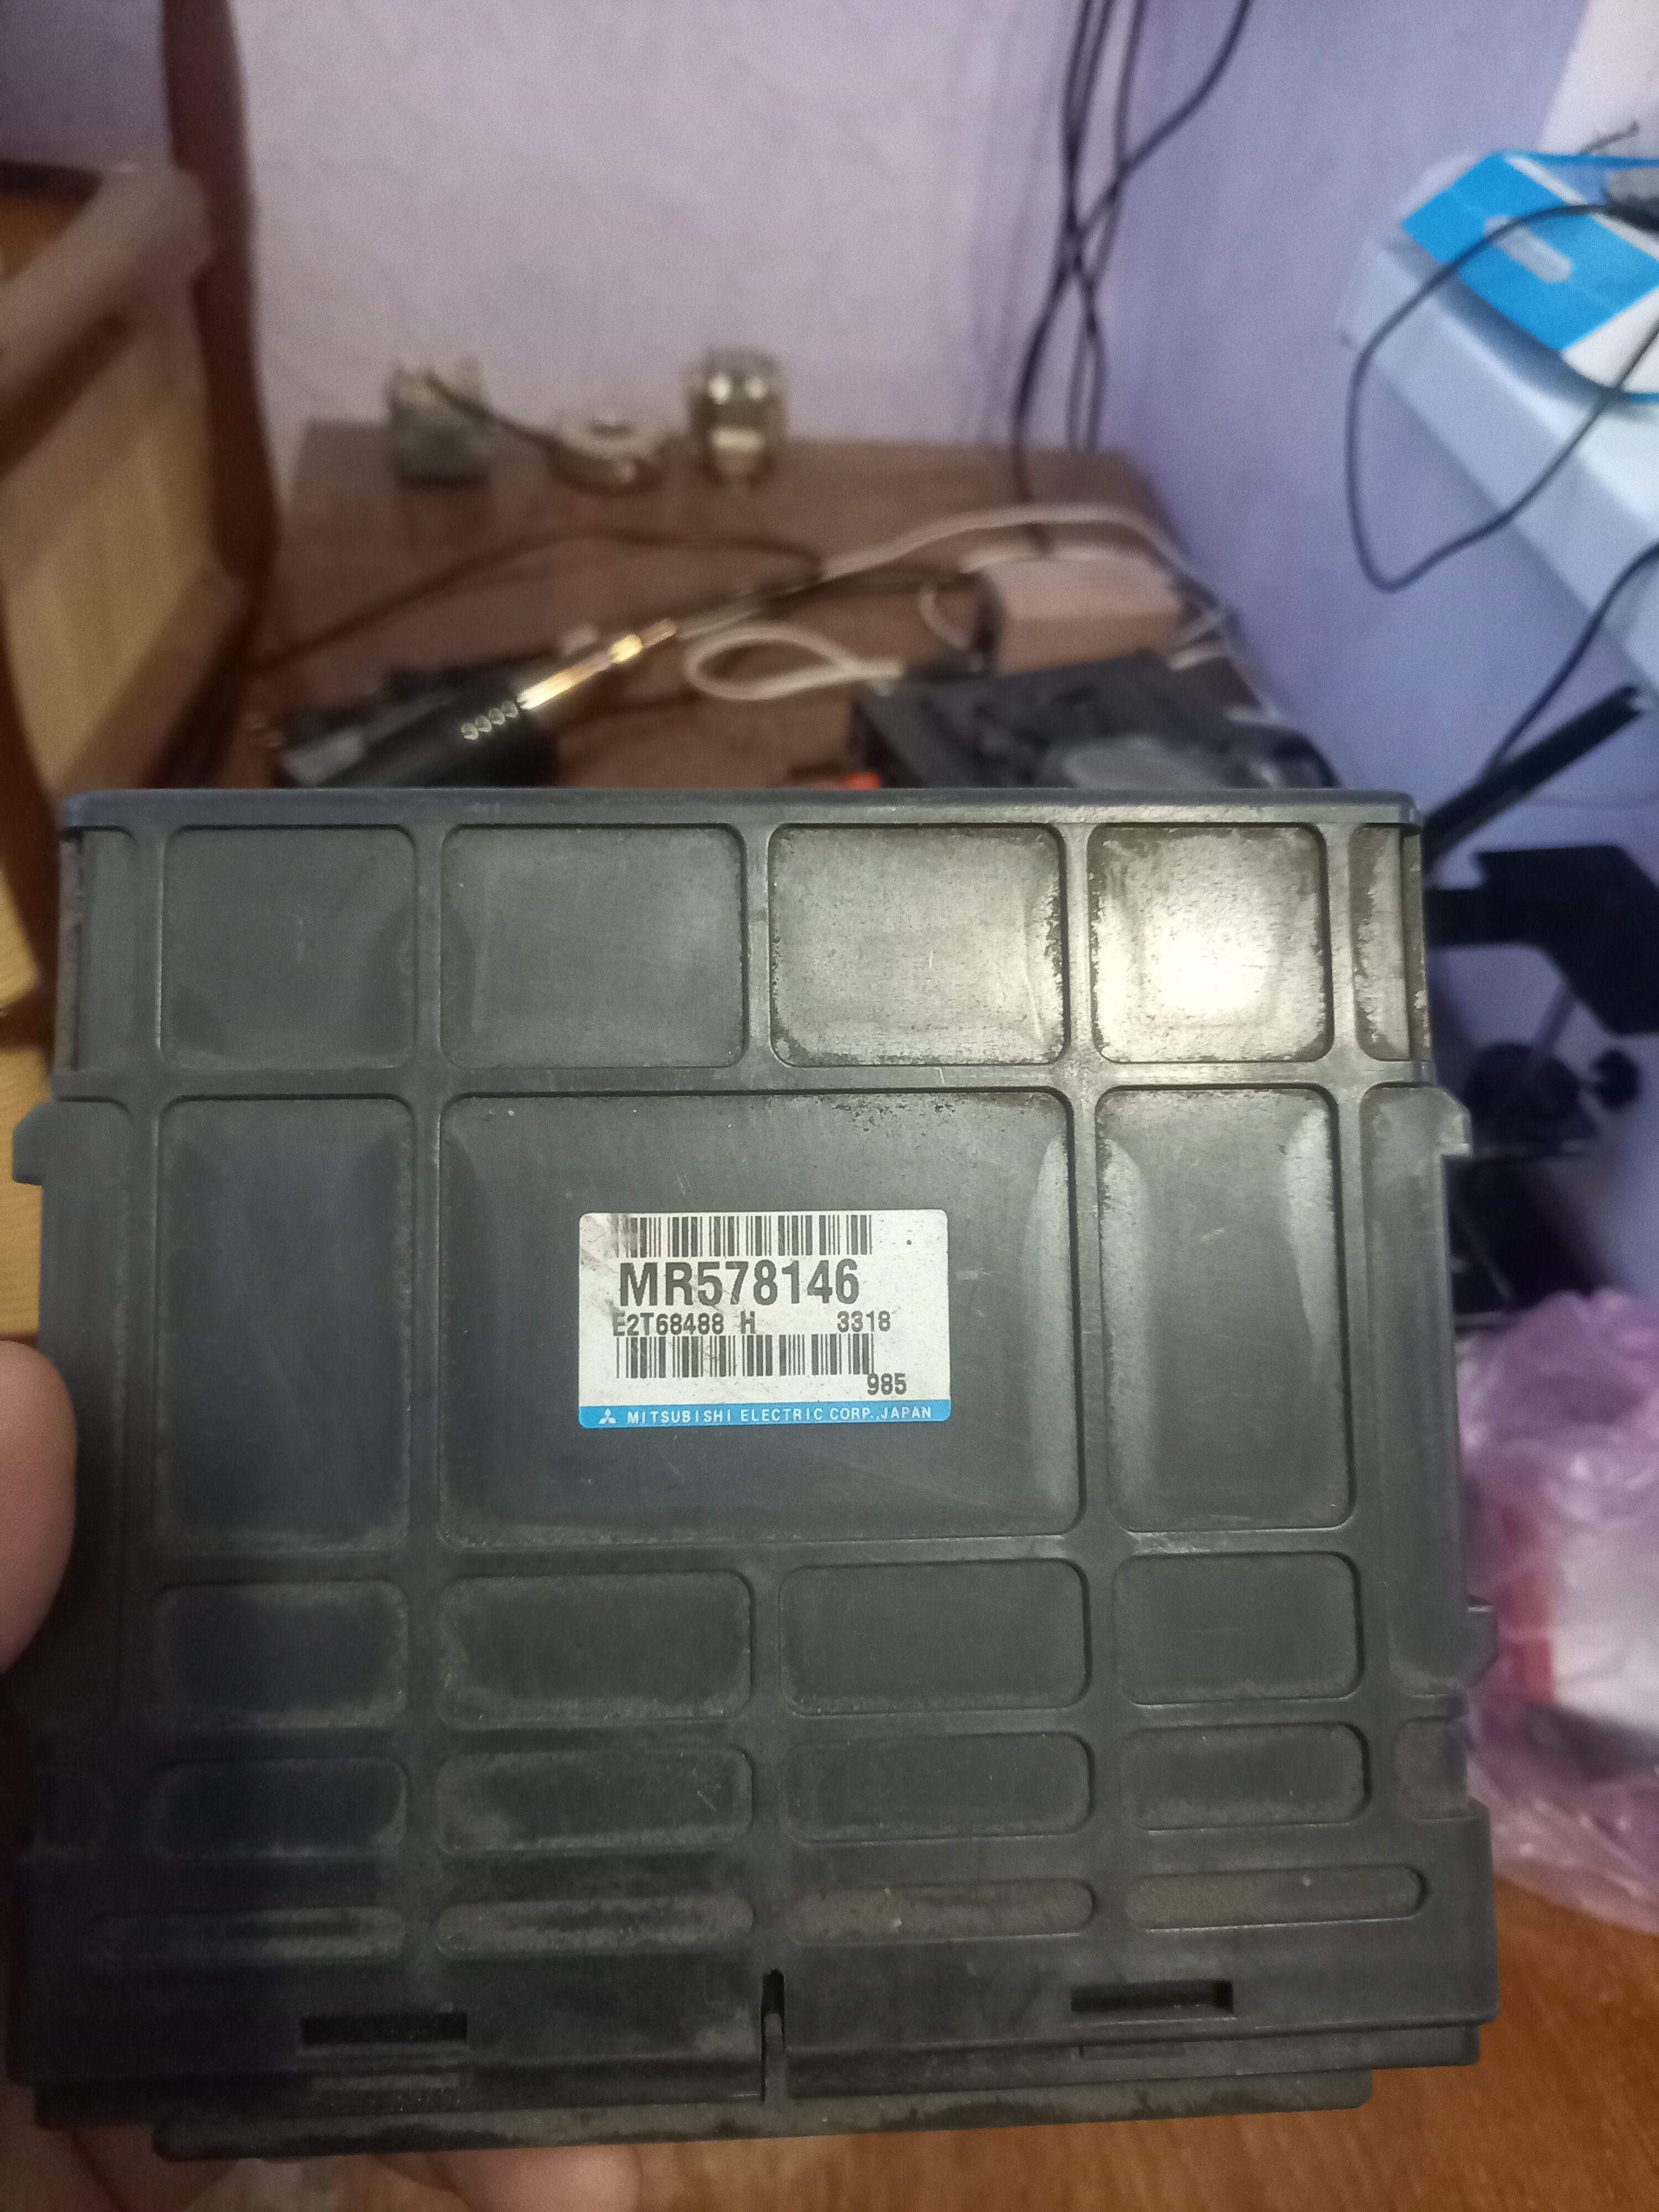 MR578146
E2T68488 H 3318
985
MITSUBISHI ELECTRIC CORP.,JAPAN